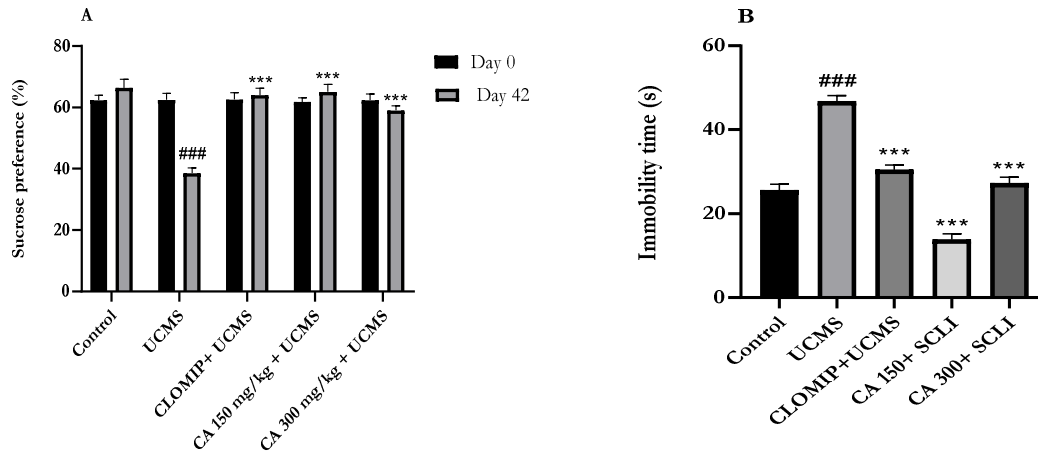 A
Sucrose preference (%)
80
60
40
20
0
***
***
***
###
Day 0
Day 42
Control
UCMS
CLOMIP+ UCMS
CA 150 mg/kg + UCMS
CA 300 mg/kg + UCMS
B
Immobility time (s)
60
40
20
0
###
***
***
***
Control
UCMS
CLOMIP+UCMS
CA 150+ SCLI
CA 300+ SCLI